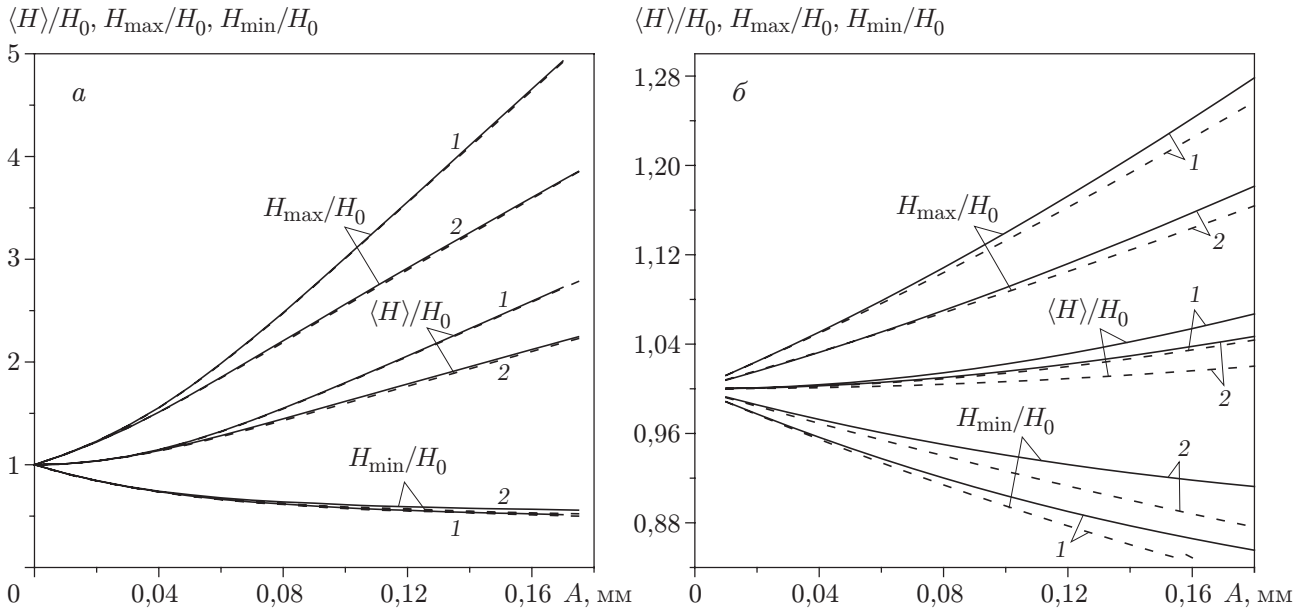 ⟨H⟩/H0, Hmax/H0, Hmin/H0
5
а
4
3
2
1
1
Hmax/H0
2
⟨H⟩/H0
1
2
Hmin/H0
2
1
0
0,04
0,08
0,12
0,16
A, мм
⟨H⟩/H0, Hmax/H0, Hmin/H0
1,28
б
1,20
1,12
1,04
0,96
0,88
1
Hmax/H0
2
⟨H⟩/H0
1
2
Hmin/H0
2
1
0
0,04
0,08
0,12
0,16
A, мм